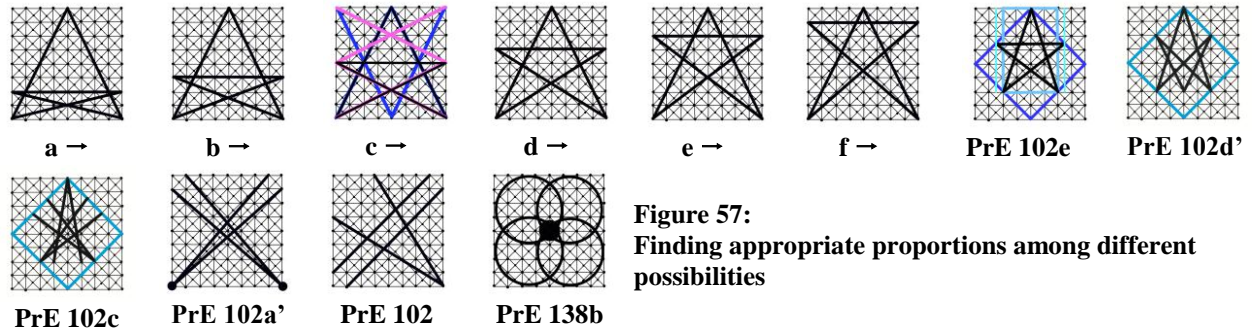 a → b → c → d → e → f → PrE 102e PrE 102d’
Figure 57:
Finding appropriate proportions among different
possibilities
PrE 102c PrE 102a’ PrE 102 PrE 138b